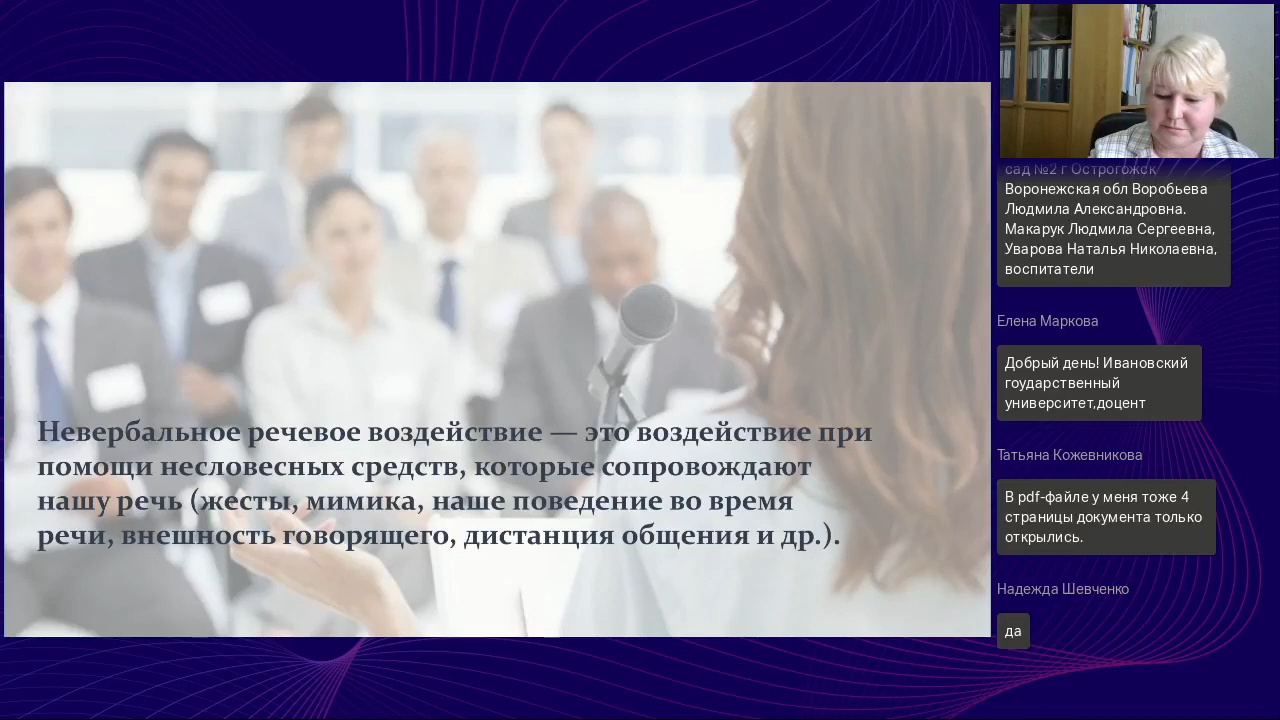 Невербальное речевое воздействие — это воздействие при
помощи несловесных средств, которые сопровождают
нашу речь (жесты, мимика, наше поведение во время
речи, внешность говорящего, дистанция общения и др.).
сад №2 г Острогожск
Воронежская обл Воробьева
Людмила Александровна.
Макарук Людмила Сергеевна,
Уварова Наталья Николаевна,
воспитатели
Елена Маркова
Добрый день! Ивановский
гоударственный
университет,доцент
Татьяна Кожевникова
В pdf-файле у меня тоже 4
страницы документа только
открылись.
Надежда Шевченко
да